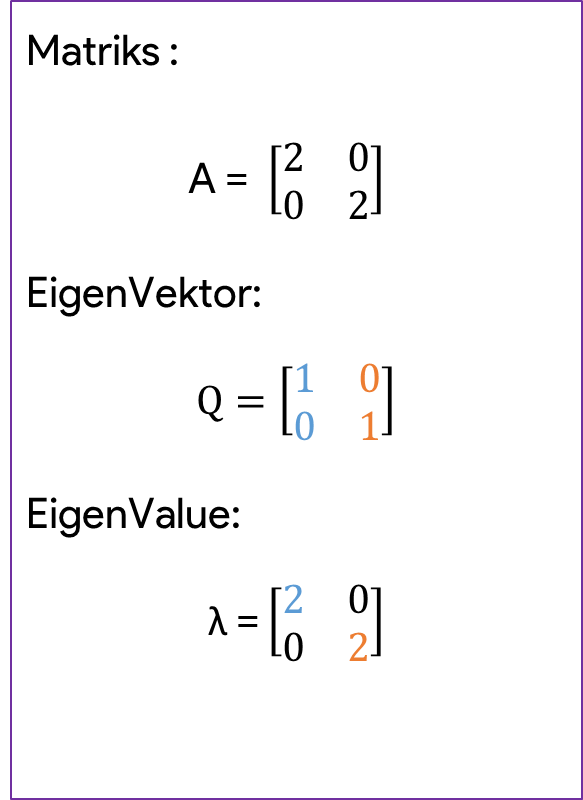 Matriks :
A = [2 0
0 2]
EigenVektor:
Q = [1 0
0 1]
EigenValue:
λ = [2 0
0 2]